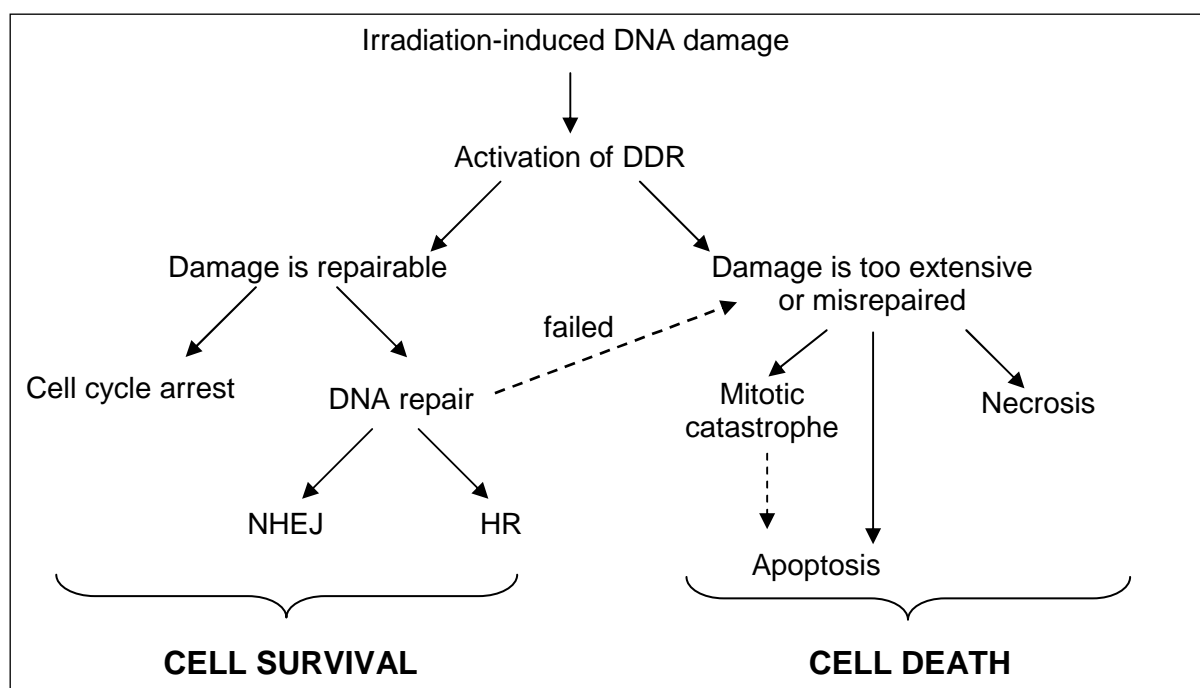 Irradiation-induced DNA damage
Activation of DDR
Damage is repairable
Damage is too extensive
or misrepaired
failed
Cell cycle arrest
DNA repair
Mitotic
catastrophe
Necrosis
NHEJ
HR
Apoptosis
CELL SURVIVAL
CELL DEATH